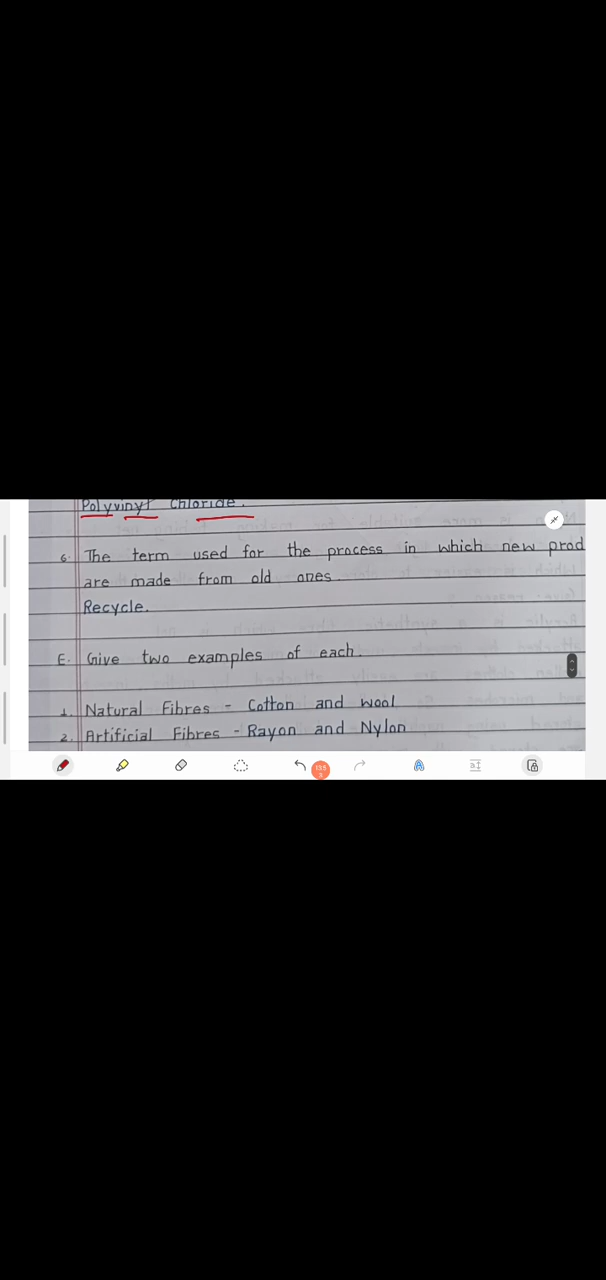 Polyvinyl Chloride.
6. The term used for the process in which new prod
are made from old ones.
Recycle.
E. Give two examples of each.
1. Natural Fibres - Cotton and wool
2. Artificial Fibres - Rayon and Nylon